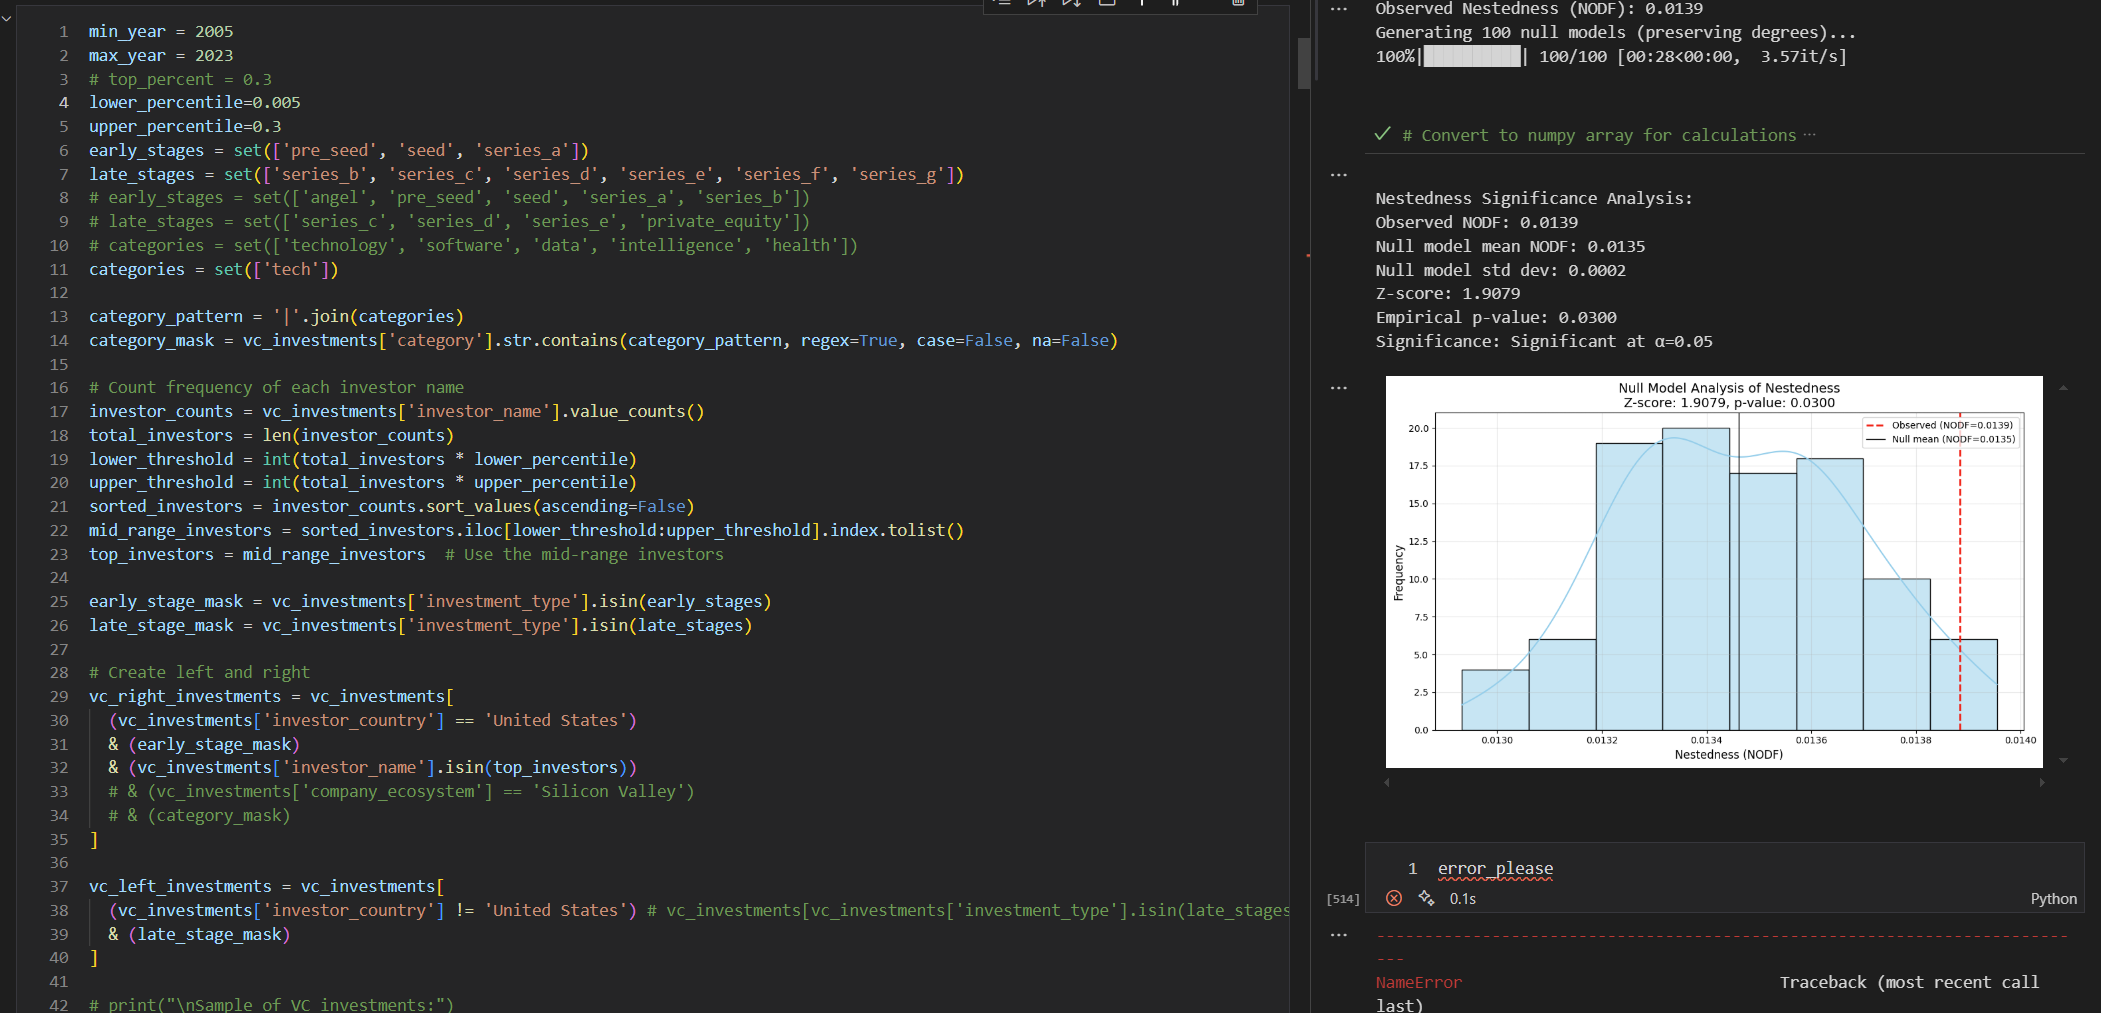 1 min_year = 2005
2 max_year = 2023
3 # top_percent = 0.3
4 lower_percentile=0.005
5 upper_percentile=0.3
6 early_stages = set(['pre_seed', 'seed', 'series_a'])
7 late_stages = set(['series_b', 'series_c', 'series_d', 'series_e', 'series_f', 'series_g'])
8 # early_stages = set(['angel', 'pre_seed', 'seed', 'series_a', 'series_b'])
9 # late_stages = set(['series_c', 'series_d', 'series_e', 'private_equity'])
10 # categories = set(['technology', 'software', 'data', 'intelligence', 'health'])
11 categories = set(['tech'])
12
13 category_pattern = '|'.join(categories)
14 category_mask = vc_investments['category'].str.contains(category_pattern, regex=True, case=False, na=False)
15
16 # Count frequency of each investor name
17 investor_counts = vc_investments['investor_name'].value_counts()
18 total_investors = len(investor_counts)
19 lower_threshold = int(total_investors * lower_percentile)
20 upper_threshold = int(total_investors * upper_percentile)
21 sorted_investors = investor_counts.sort_values(ascending=False)
22 mid_range_investors = sorted_investors.iloc[lower_threshold:upper_threshold].index.tolist()
23 top_investors = mid_range_investors  # Use the mid-range investors
24
25 early_stage_mask = vc_investments['investment_type'].isin(early_stages)
26 late_stage_mask = vc_investments['investment_type'].isin(late_stages)
27
28 # Create left and right
29 vc_right_investments = vc_investments[
30 (vc_investments['investor_country'] == 'United States')
31 & (early_stage_mask)
32 & (vc_investments['investor_name'].isin(top_investors))
33 # & (vc_investments['company_ecosystem'] == 'Silicon Valley')
34 # & (category_mask)
35 ]
36
37 vc_left_investments = vc_investments[
38 (vc_investments['investor_country'] != 'United States') # vc_investments[vc_investments['investment_type'].isin(late_stages
39 & (late_stage_mask)
40 ]
41
42 # print("\nSample of VC investments:")
Observed Nestedness (NODF): 0.0139
Generating 100 null models (preserving degrees)...
100%|██████████| 100/100 [00:28<00:00,  3.57it/s]
# Convert to numpy array for calculations ...
Nestedness Significance Analysis:
Observed NODF: 0.0139
Null model mean NODF: 0.0135
Null model std dev: 0.0002
Z-score: 1.9079
Empirical p-value: 0.0300
Significance: Significant at α=0.05
Null Model Analysis of Nestedness
Z-score: 1.9079, p-value: 0.0300
Observed (NODF=0.0139)
Null mean (NODF=0.0135)
Frequency
20.0
17.5
15.0
12.5
10.0
7.5
5.0
2.5
0.0
0.0130 0.0132 0.0134 0.0136 0.0138 0.0140
Nestedness (NODF)
1 error_please
[514] 0.1s Python
---------------------------------------------------------------------------
NameError Traceback (most recent call
last)